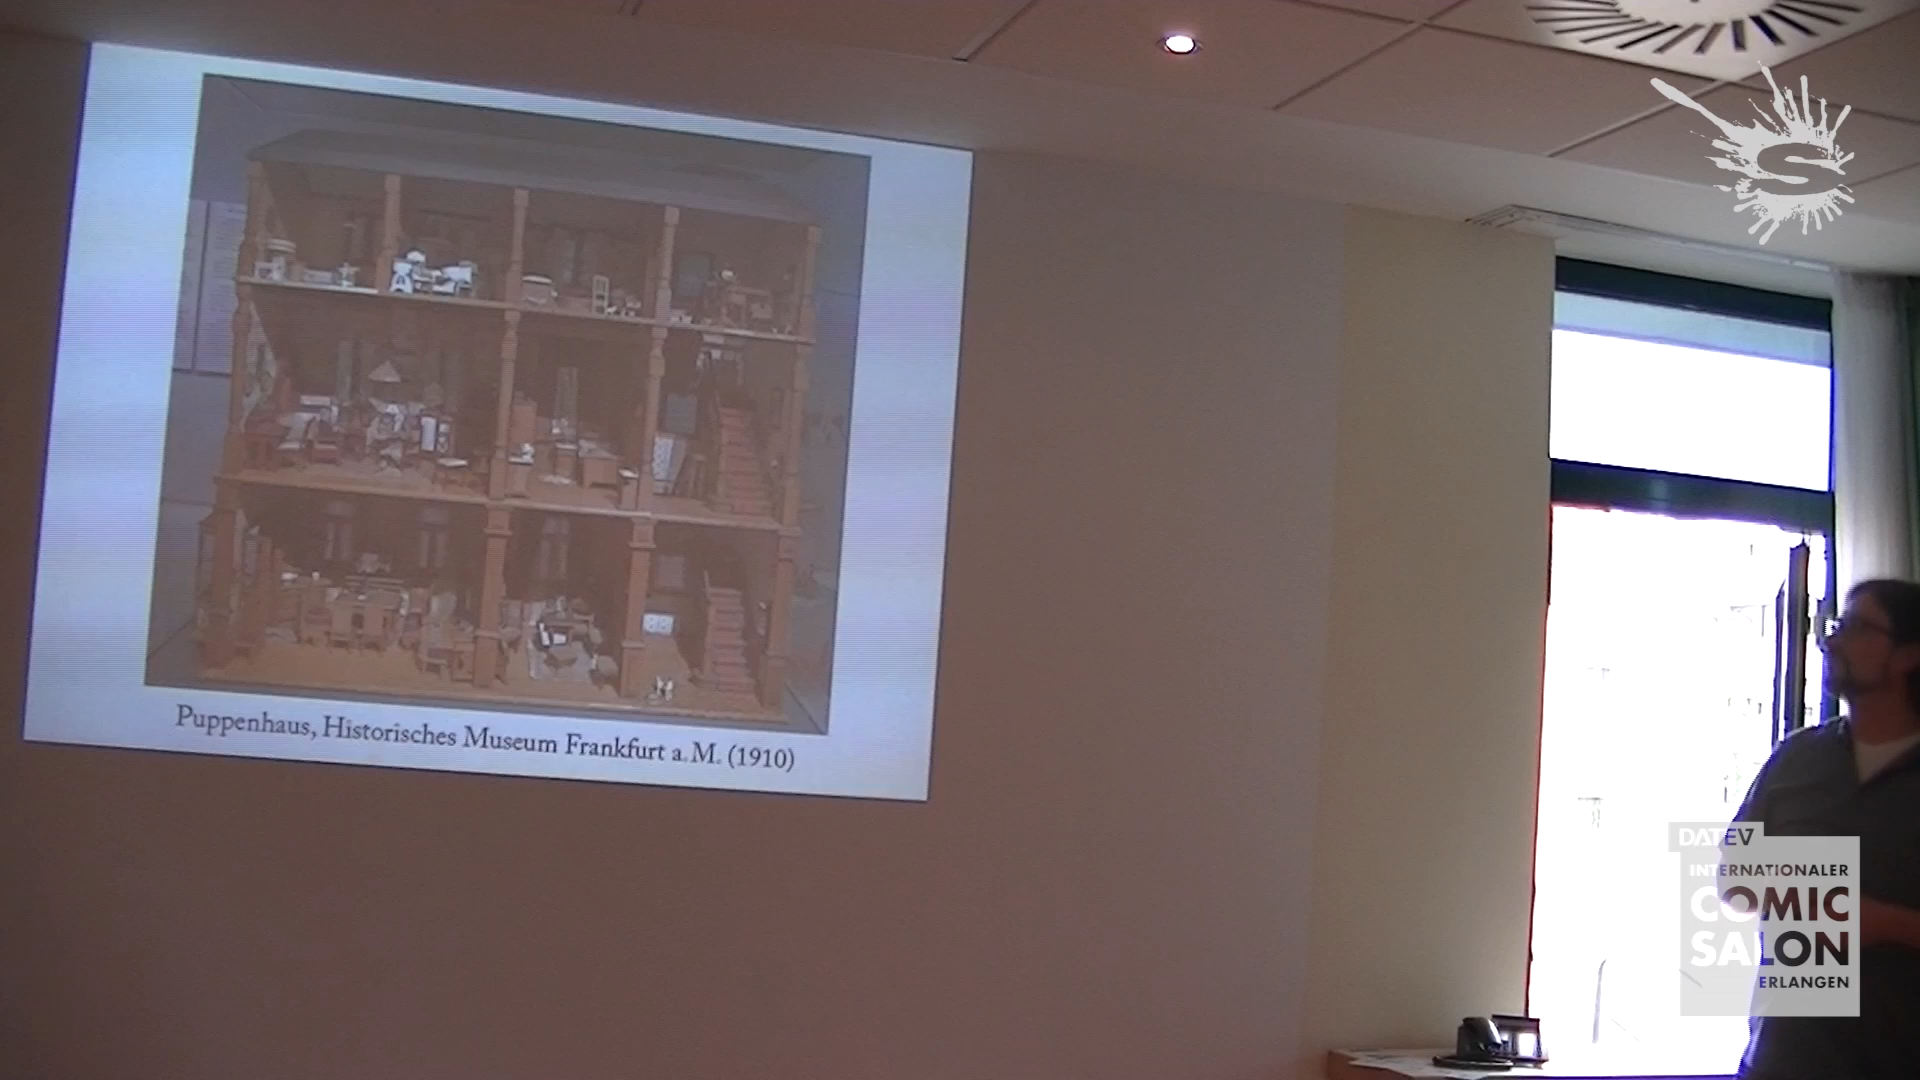 Puppenhaus, Historisches Museum Frankfurt a.M. (1910)
DATEV
INTERNATIONALER
COMIC
SALON
ERLANGEN